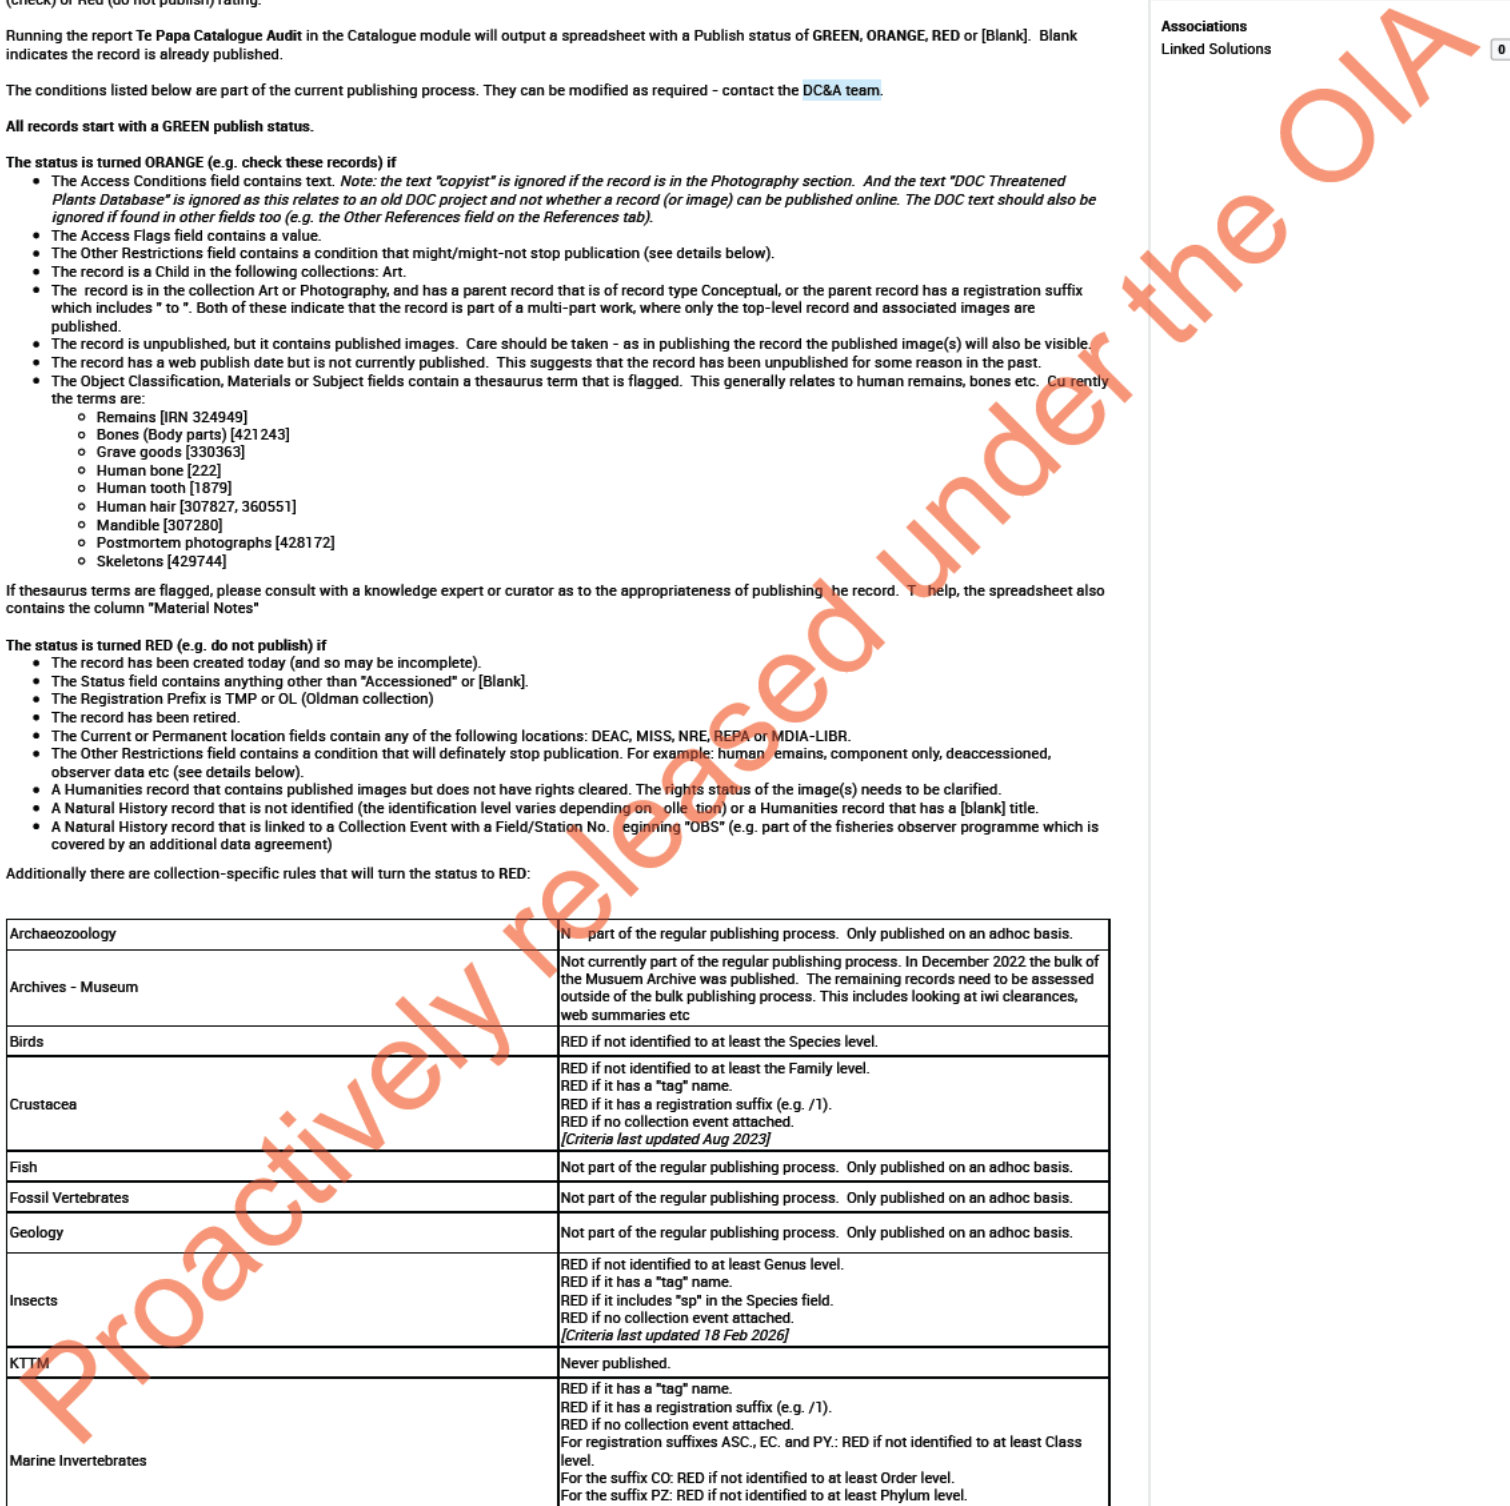 (check) or Red (do not publish) rating.
Running the report Te Papa Catalogue Audit in the Catalogue module will output a spreadsheet with a Publish status of GREEN, ORANGE, RED or [Blank].  Blank
indicates the record is already published.
The conditions listed below are part of the current publishing process. They can be modified as required - contact the DC&A team.
All records start with a GREEN publish status.
The status is turned ORANGE (e.g. check these records) if
• The Access Conditions field contains text. Note: the text "copyist" is ignored if the record is in the Photography section.  And the text "DOC Threatened
Plants Database" is ignored as this relates to an old DOC project and not whether a record (or image) can be published online. The DOC text should also be
ignored if found in other fields too (e.g. the Other References field on the References tab).
• The Access Flags field contains a value.
• The Other Restrictions field contains a condition that might/might-not stop publication (see details below).
• The record is a Child in the following collections: Art.
• The  record is in the collection Art or Photography, and has a parent record that is of record type Conceptual, or the parent record has a registration suffix
which includes " to ". Both of these indicate that the record is part of a multi-part work, where only the top-level record and associated images are
published.
• The record is unpublished, but it contains published images.  Care should be taken - as in publishing the record the published image(s) will also be visible.
• The record has a web publish date but is not currently published.  This suggests that the record has been unpublished for some reason in the past.
• The Object Classification, Materials or Subject fields contain a thesaurus term that is flagged.  This generally relates to human remains, bones etc.  Cu rently
the terms are:
○ Remains [IRN 324949]
○ Bones (Body parts) [421243]
○ Grave goods [330363]
○ Human bone [222]
○ Human tooth [1879]
○ Human hair [307827, 360551]
○ Mandible [307280]
○ Postmortem photographs [428172]
○ Skeletons [429744]
If thesaurus terms are flagged, please consult with a knowledge expert or curator as to the appropriateness of publishing  he record.  T  help, the spreadsheet also
contains the column "Material Notes"
The status is turned RED (e.g. do not publish) if
• The record has been created today (and so may be incomplete).
• The Status field contains anything other than "Accessioned" or [Blank].
• The Registration Prefix is TMP or OL (Oldman collection)
• The record has been retired.
• The Current or Permanent location fields contain any of the following locations: DEAC, MISS, NRE, REPA or MDIA-LIBR.
• The Other Restrictions field contains a condition that will definately stop publication. For example: human  emains, component only, deaccessioned,
observer data etc (see details below).
• A Humanities record that contains published images but does not have rights cleared. The rights status of the image(s) needs to be clarified.
• A Natural History record that is not identified (the identification level varies depending on  olle tion) or a Humanities record that has a [blank] title.
• A Natural History record that is linked to a Collection Event with a Field/Station No.  eginning "OBS" (e.g. part of the fisheries observer programme which is
covered by an additional data agreement)
Additionally there are collection-specific rules that will turn the status to RED:
Archaeozoology
N   part of the regular publishing process.  Only published on an adhoc basis.
Archives - Museum
Not currently part of the regular publishing process. In December 2022 the bulk of
the Musuem Archive was published.  The remaining records need to be assessed
outside of the bulk publishing process. This includes looking at iwi clearances,
web summaries etc
Birds
RED if not identified to at least the Species level.
Crustacea
RED if not identified to at least the Family level.
RED if it has a "tag" name.
RED if it has a registration suffix (e.g. /1).
RED if no collection event attached.
[Criteria last updated Aug 2023]
Fish
Not part of the regular publishing process.  Only published on an adhoc basis.
Fossil Vertebrates
Not part of the regular publishing process.  Only published on an adhoc basis.
Geology
Not part of the regular publishing process.  Only published on an adhoc basis.
Insects
RED if not identified to at least Genus level.
RED if it has a "tag" name.
RED if it includes "sp" in the Species field.
RED if no collection event attached.
[Criteria last updated 18 Feb 2026]
KTTM
Never published.
Marine Invertebrates
RED if it has a "tag" name.
RED if it has a registration suffix (e.g. /1).
RED if no collection event attached.
For registration suffixes ASC., EC. and PY.: RED if not identified to at least Class
level.
For the suffix CO: RED if not identified to at least Order level.
For the suffix PZ: RED if not identified to at least Phylum level.
Associations
Linked Solutions
0
Proactively released under the OIA